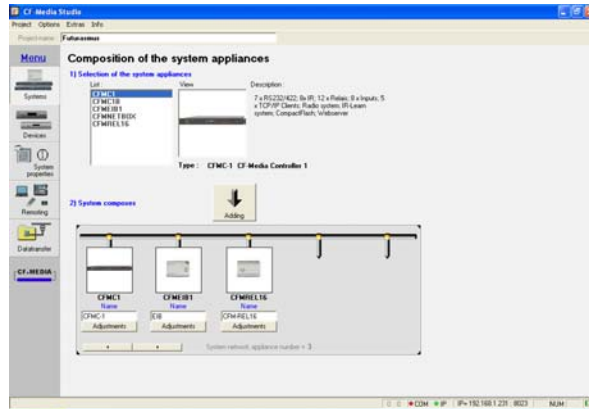 CF-Media Studio
Project Options Extras Info
Projectname Futurasmus
Menu
Systems
Devices
System
properties
Remoting
Datatransfer
CF-MEDIA
Composition of the system appliances
1) Selection of the system appliances
List :
CFMC1
CFMC1B
CFMEIB1
CFMNETBOX
CFMREL16
View
Description :
7 x RS232/422; 8x IR; 12 x Relais; 8 x Inputs; 5
x TCP/IP Clients; Radio system; IR-Learn
system; CompactFlash; Webserver
Type : CFMC-1 CF-Media Controller 1
2) System composes
Adding
CFMC1 CFMEIB1 CFMREL16
Name Name Name
CFMC-1 EIB CFM-REL16
Adjustments Adjustments Adjustments
System network appliance number = 3
C C COM IP IP= 192.168.1.231 : 8023 NUM